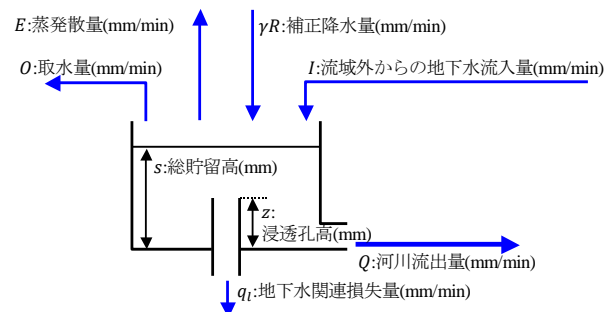 E:蒸発散量(mm/min)
γR:補正降水量(mm/min)
O:取水量(mm/min)
I:流域外からの地下水流入量(mm/min)
s:総貯留高(mm)
z:
浸透孔高(mm)
Q:河川流出量(mm/min)
qₗ:地下水関連損失量(mm/min)